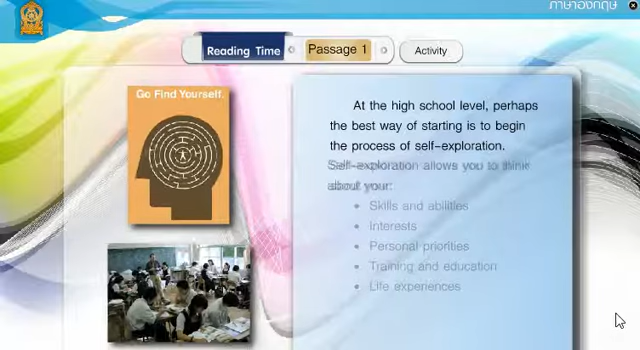 ภาษาอังกฤษ
Reading Time
Passage 1
Activity
Go Find Yourself.
At the high school level, perhaps
the best way of starting is to begin
the process of self-exploration.
Self-exploration allows you to think
about your:
• Skills and abilities
• Interests
• Personal priorities
• Training and education
• Life experiences